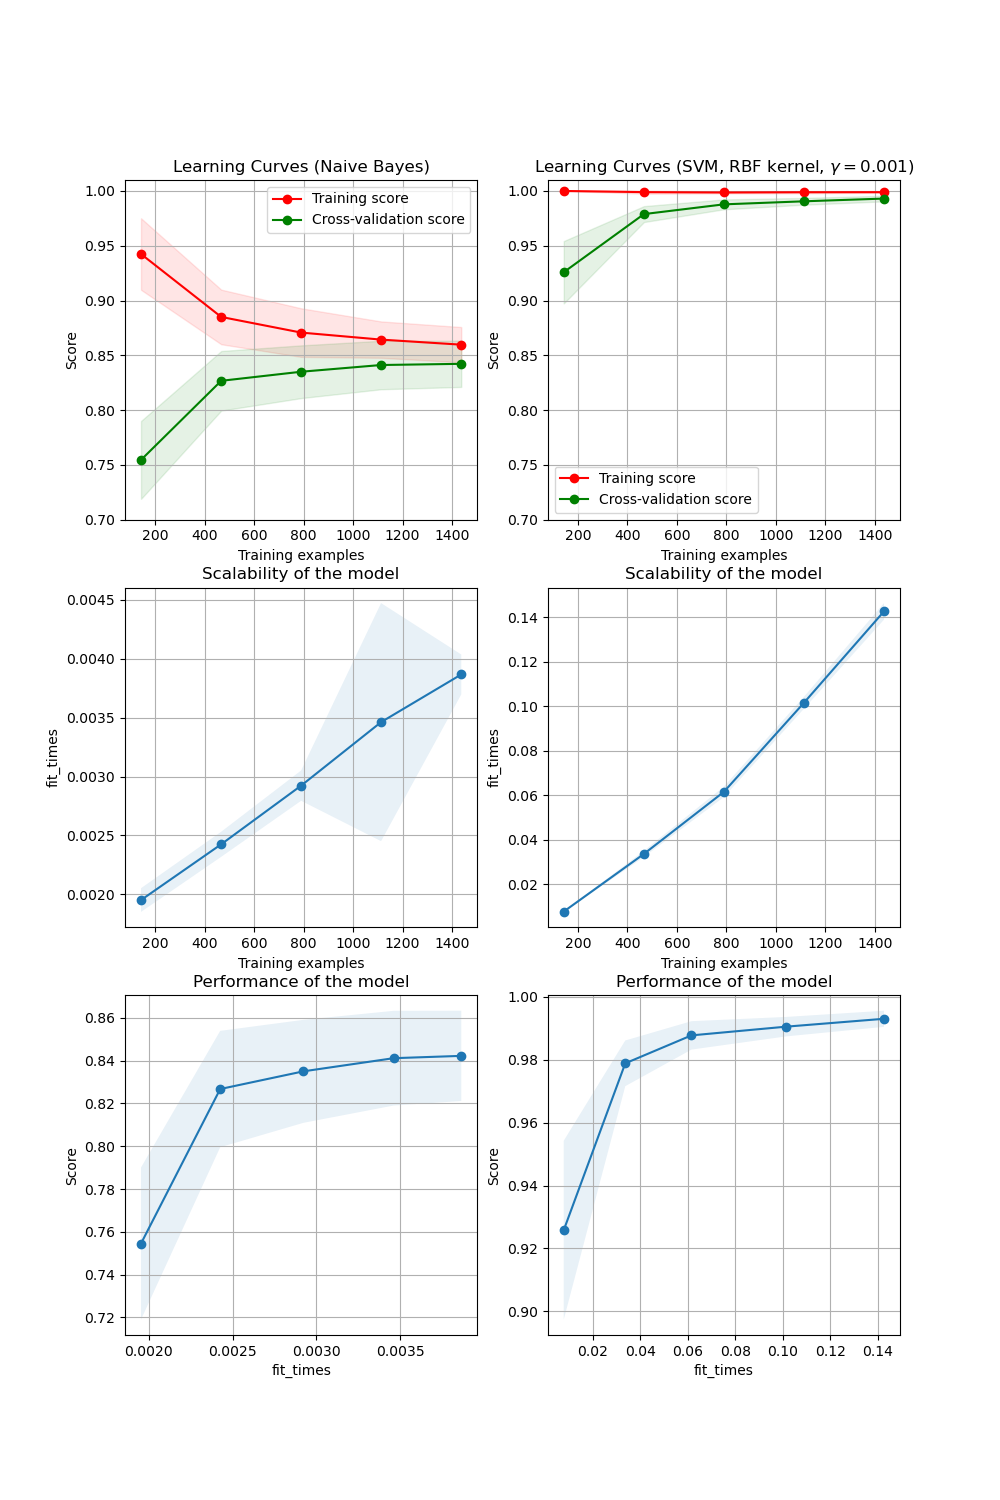 Learning Curves (Naive Bayes)
1.00
0.95
0.90
0.85
0.80
0.75
0.70
Score
Training score
Cross-validation score
200 400 600 800 1000 1200 1400
Training examples
Learning Curves (SVM, RBF kernel, γ = 0.001)
1.00
0.95
0.90
0.85
0.80
0.75
0.70
Score
Training score
Cross-validation score
200 400 600 800 1000 1200 1400
Training examples
Scalability of the model
0.0045
0.0040
0.0035
0.0030
0.0025
0.0020
fit_times
200 400 600 800 1000 1200 1400
Training examples
Scalability of the model
0.14
0.12
0.10
0.08
0.06
0.04
0.02
fit_times
200 400 600 800 1000 1200 1400
Training examples
Performance of the model
0.86
0.84
0.82
0.80
0.78
0.76
0.74
0.72
Score
0.0020 0.0025 0.0030 0.0035
fit_times
Performance of the model
1.00
0.98
0.96
0.94
0.92
0.90
Score
0.02 0.04 0.06 0.08 0.10 0.12 0.14
fit_times